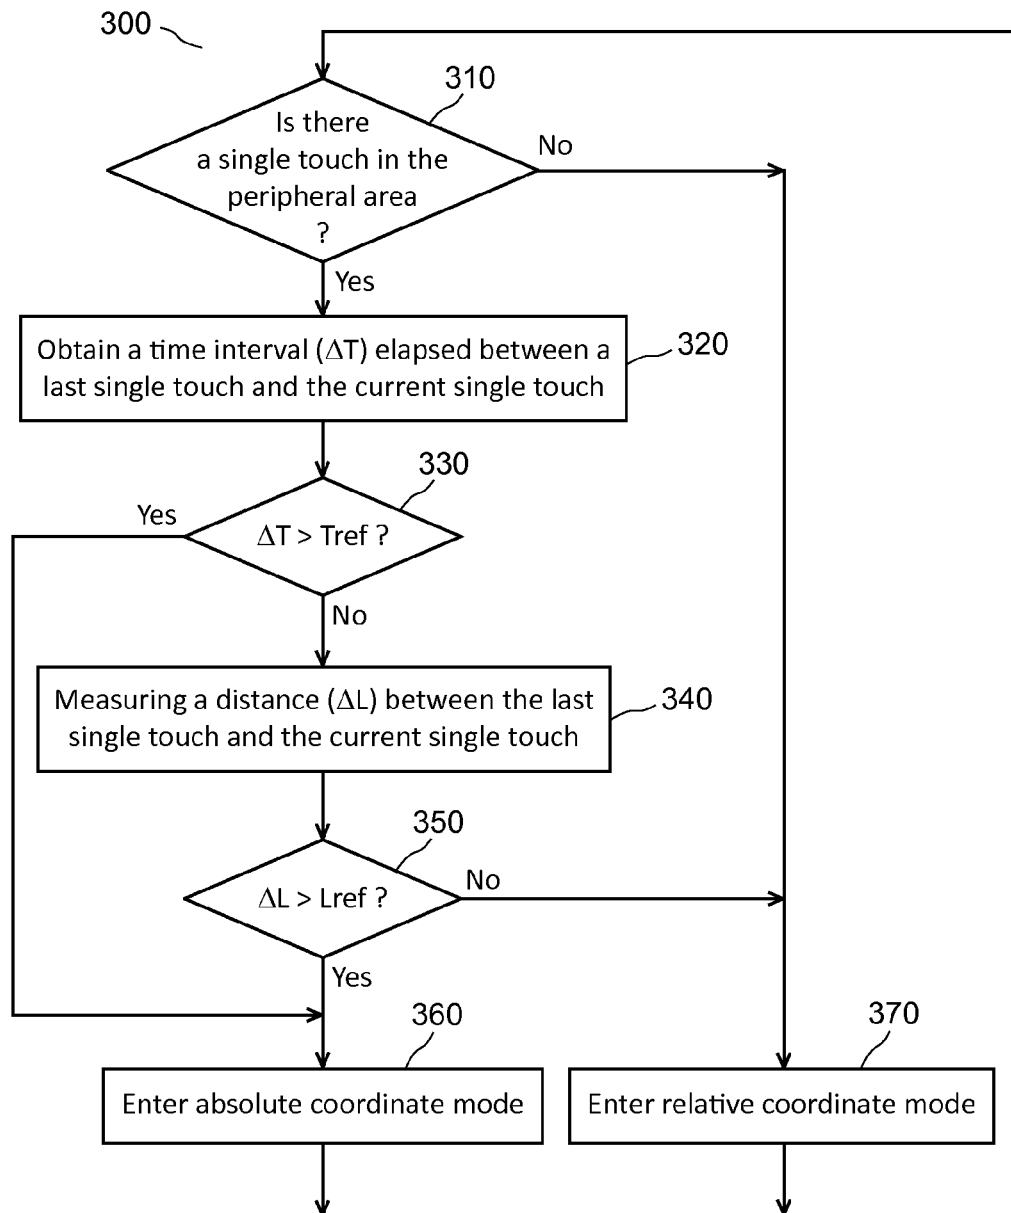 300
310
Is there
a single touch in the
peripheral area
?
No
Yes
Obtain a time interval (ΔT) elapsed between a
last single touch and the current single touch
320
330
Yes
ΔT > Tref ?
No
Measuring a distance (ΔL) between the last
single touch and the current single touch
340
350
ΔL > Lref ?
No
Yes
360
370
Enter absolute coordinate mode
Enter relative coordinate mode